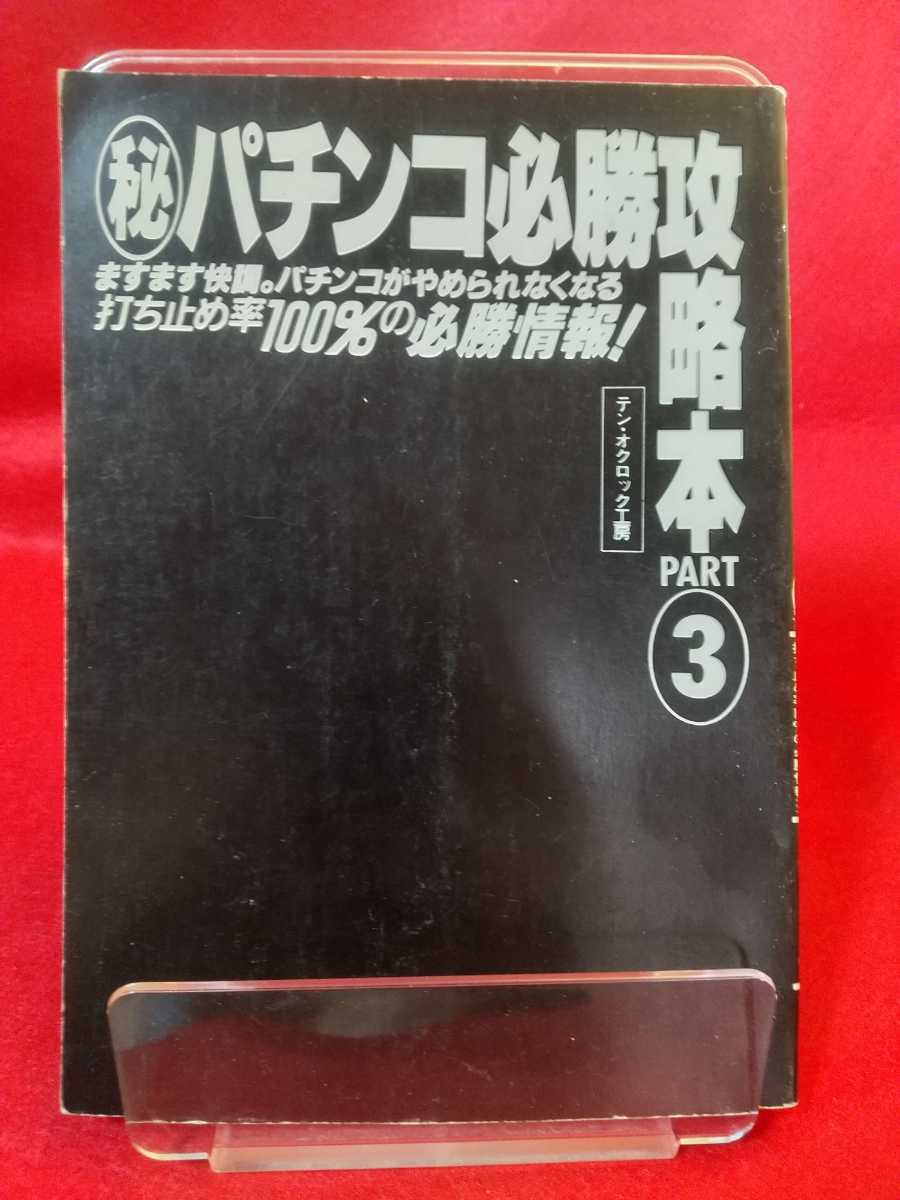 ㊙パチンコ必勝攻略本
ますます快調。パチンコがやめられなくなる
打ち止め率100%の必勝情報!
テン・オクロック工房
PART
3